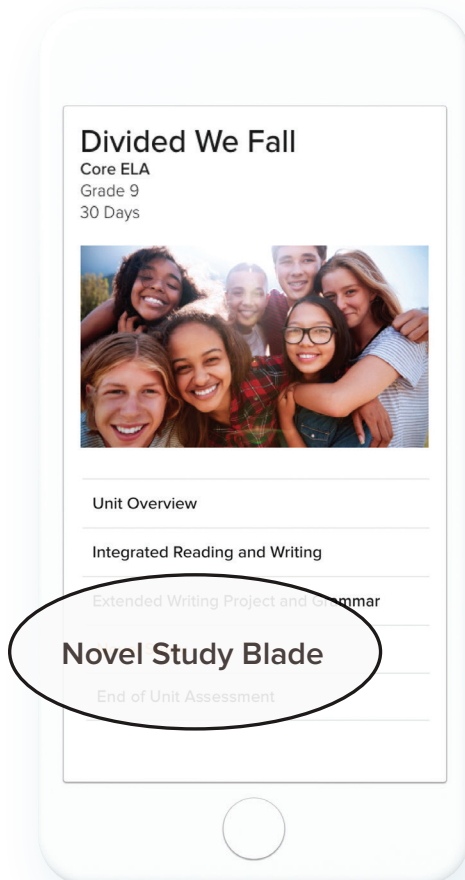 Divided We Fall
Core ELA
Grade 9
30 Days
Unit Overview
Integrated Reading and Writing
Extended Writing Project and Grammar
Novel Study Blade
End of Unit Assessment